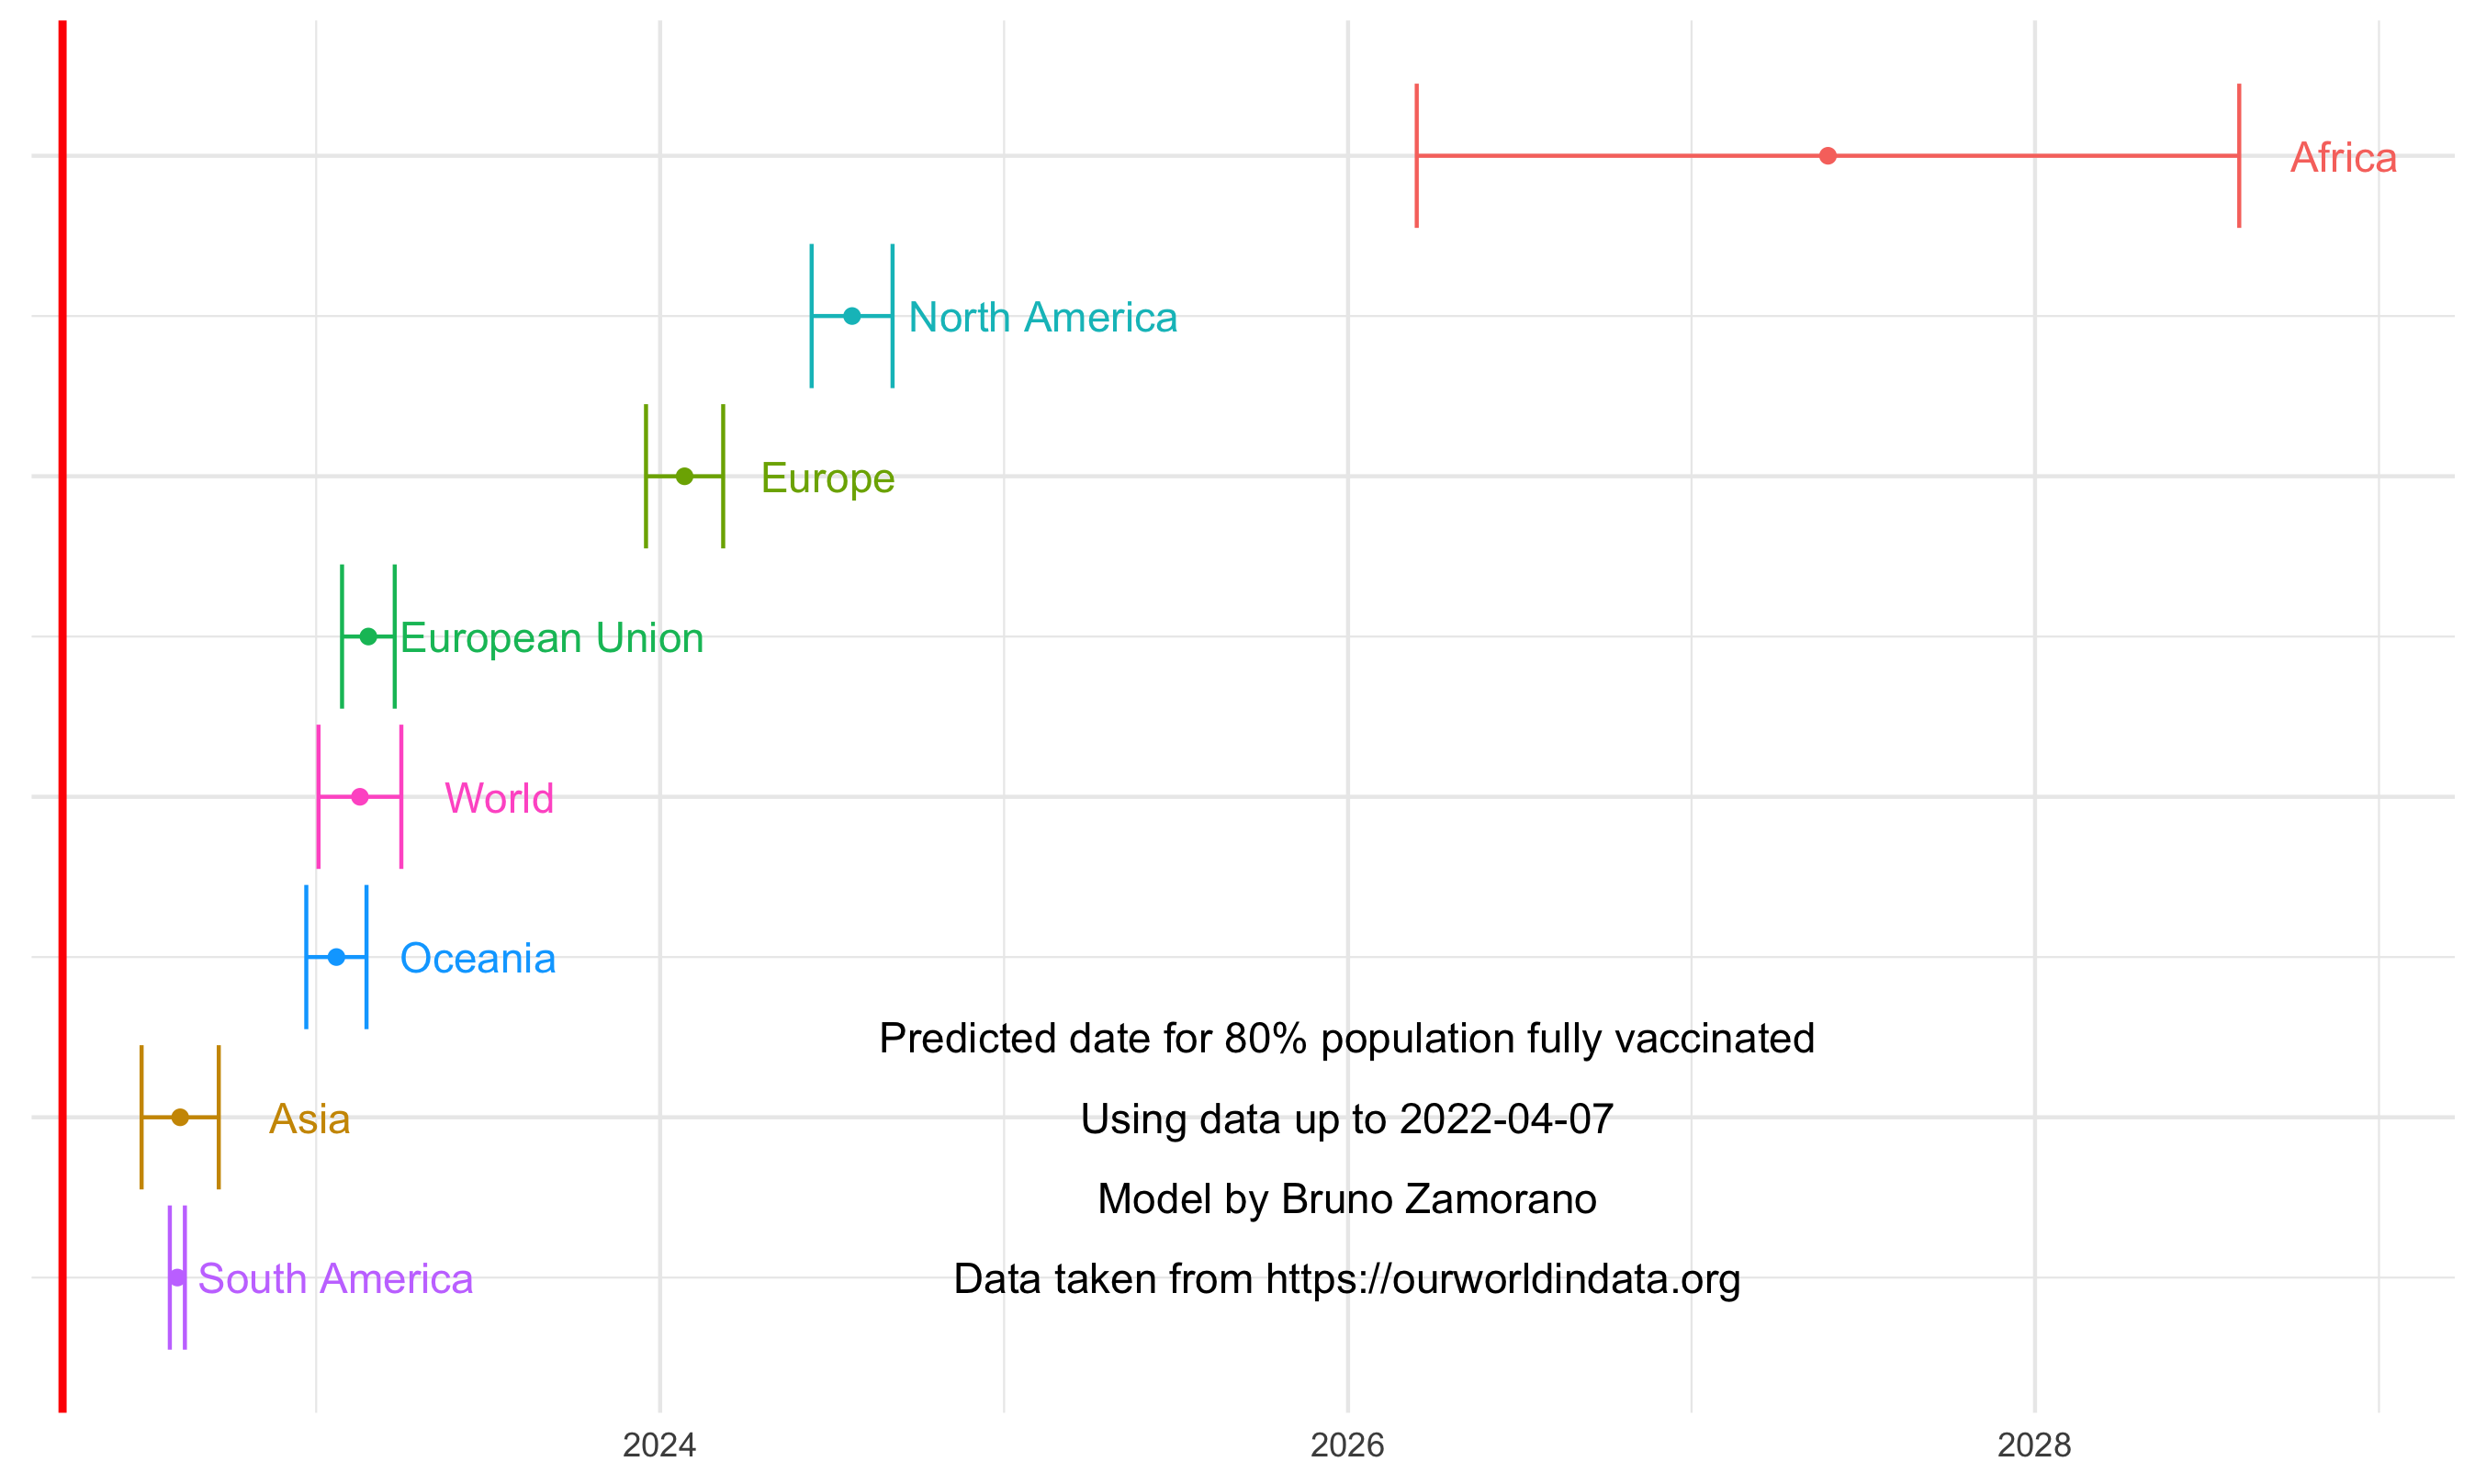 Africa
North America
Europe
European Union
World
Oceania
Predicted date for 80% population fully vaccinated
Asia
Using data up to 2022-04-07
Model by Bruno Zamorano
South America
Data taken from https://ourworldindata.org
2024
2026
2028